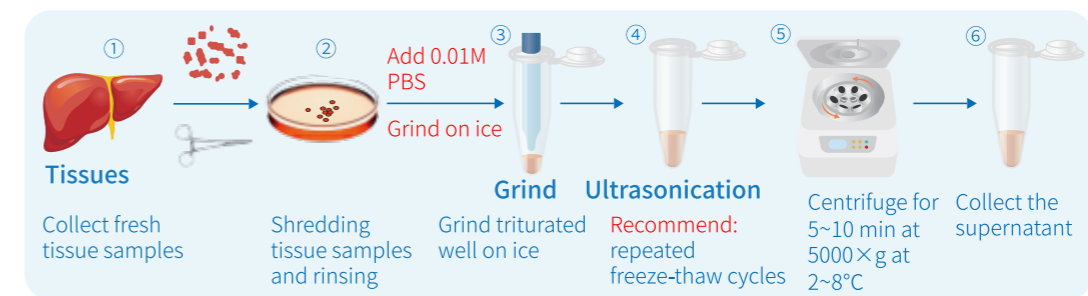 ①
Tissues
Collect fresh
tissue samples
②
Shredding
tissue samples
and rinsing
Add 0.01M
PBS
Grind on ice
③
Grind
Grind triturated
well on ice
④
Ultrasonication
Recommend:
repeated
freeze-thaw cycles
⑤
Centrifuge for
5~10 min at
5000×g at
2~8°C
⑥
Collect the
supernatant